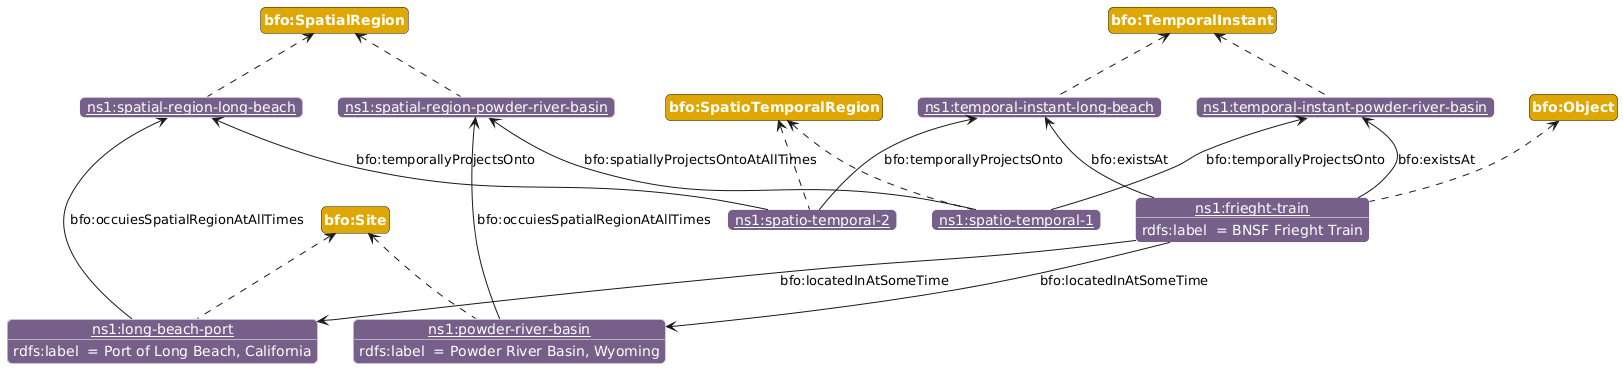 bfo:SpatialRegion
bfo:TemporalInstant
ns1:spatial-region-long-beach
ns1:spatial-region-powder-river-basin
bfo:SpatioTemporalRegion
ns1:temporal-instant-long-beach
ns1:temporal-instant-powder-river-basin
bfo:Object
bfo:temporallyProjectsOnto
bfo:spatiallyProjectsOntoAtAllTimes
bfo:temporallyProjectsOnto
bfo:existsAt
bfo:temporallyProjectsOnto
bfo:existsAt
bfo:occuiesSpatialRegionAtAllTimes
bfo:Site
bfo:occuiesSpatialRegionAtAllTimes
ns1:spatio-temporal-2
ns1:spatio-temporal-1
ns1:frieght-train
rdfs:label = BNSF Frieght Train
bfo:locatedInAtSomeTime
bfo:locatedInAtSomeTime
ns1:long-beach-port
rdfs:label = Port of Long Beach, California
ns1:powder-river-basin
rdfs:label = Powder River Basin, Wyoming